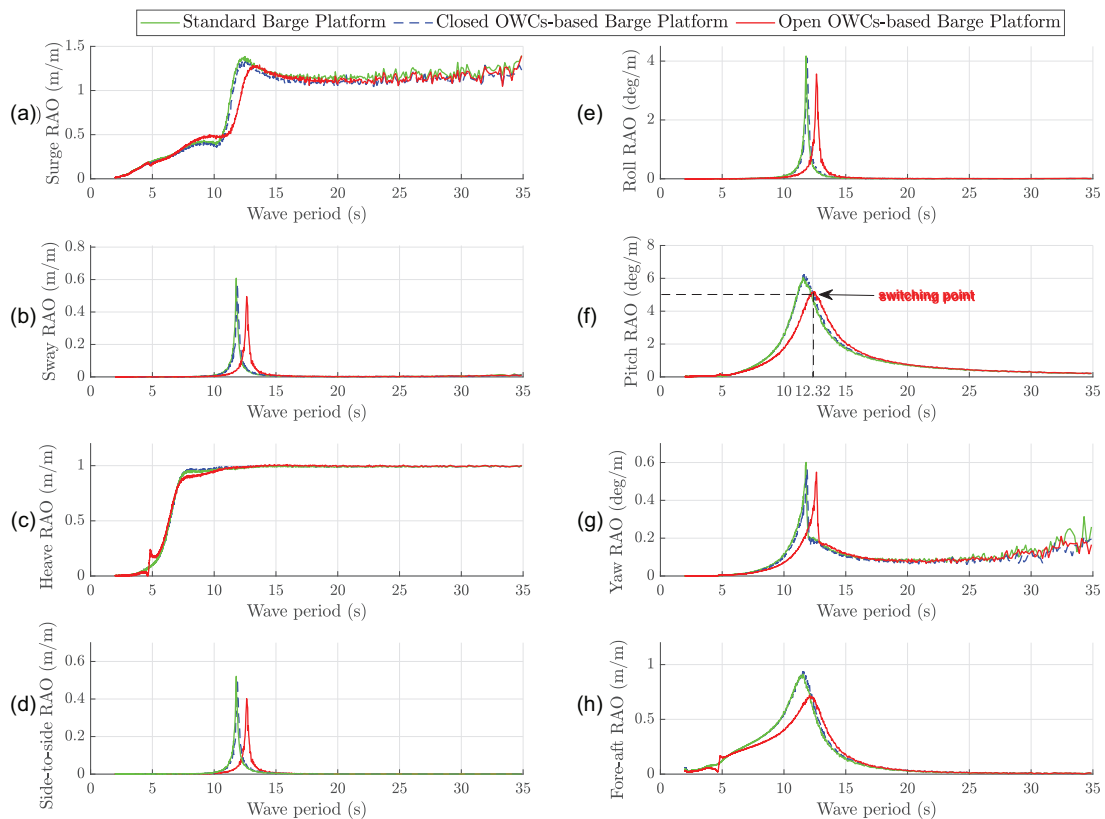 Standard Barge Platform Closed OWCs-based Barge Platform Open OWCs-based Barge Platform
(a))
Surge RAO (m/m)
1.5
1
0.5
0
0 5 10 15 20 25 30 35
Wave period (s)
(e)
Roll RAO (deg/m)
4
2
0
0 5 10 15 20 25 30 35
Wave period (s)
(b)
Sway RAO (m/m)
0.8
0.6
0.4
0.2
0
0 5 10 15 20 25 30 35
Wave period (s)
(f)
Pitch RAO (deg/m)
8
6
4
2
0
switching point
0 5 10 12.32 15 20 25 30 35
Wave period (s)
(c)
Heave RAO (m/m)
1
0.5
0
0 5 10 15 20 25 30 35
Wave period (s)
(g)
Yaw RAO (deg/m)
0.6
0.4
0.2
0
0 5 10 15 20 25 30 35
Wave period (s)
(d)
Side-to-side RAO (m/m)
0.6
0.4
0.2
0
0 5 10 15 20 25 30 35
Wave period (s)
(h)
Fore-aft RAO (m/m)
1
0.5
0
0 5 10 15 20 25 30 35
Wave period (s)